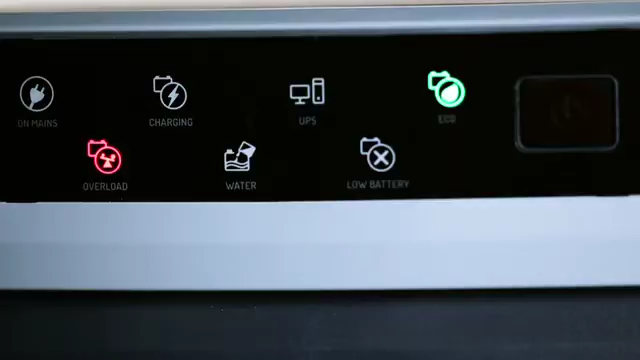 ON MAINS
CHARGING
UPS
ECO
OVERLOAD
WATER
LOW BATTERY